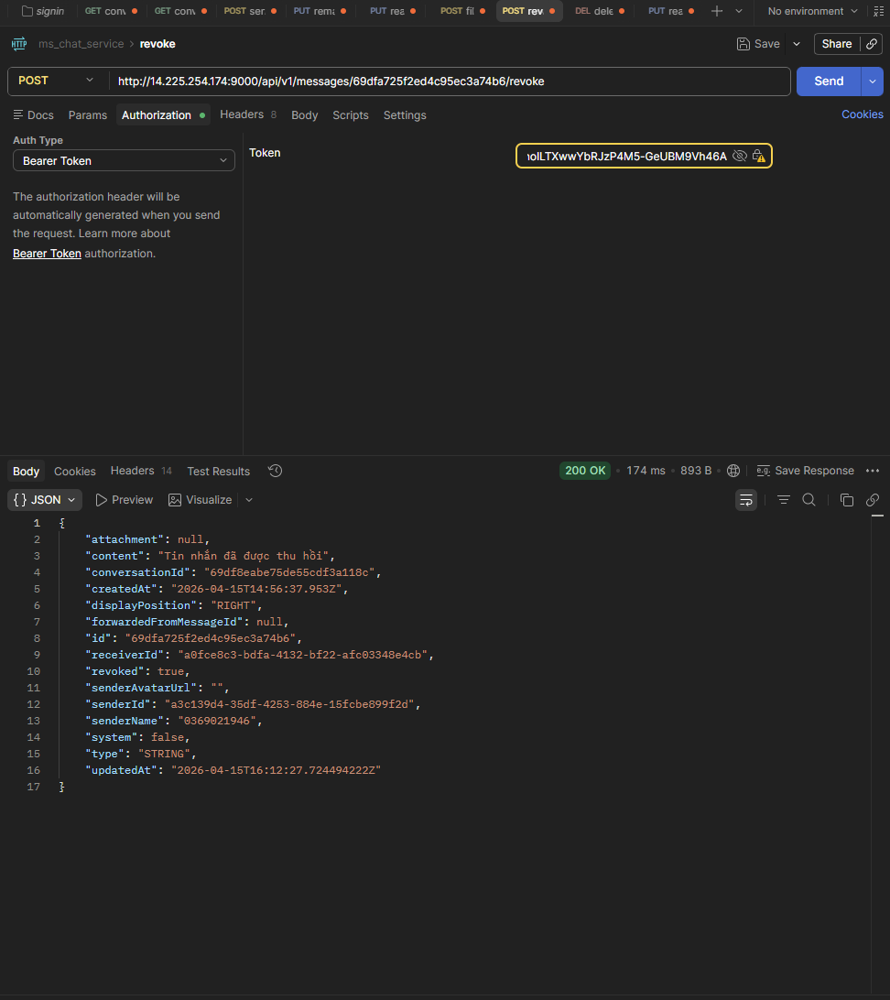 signin GET conv GET conv POST ser PUT rema PUT rea POST fil POST rev DEL dele PUT rea No environment
HTTP ms_chat_service > revoke Save Share
POST http://14.225.254.174:9000/api/v1/messages/69dfa725f2ed4c95ec3a74b6/revoke Send
Docs Params Authorization Headers 8 Body Scripts Settings Cookies
Auth Type
Bearer Token
Token
The authorization header will be
automatically generated when you send
the request. Learn more about
Bearer Token authorization.
Body Cookies Headers 14 Test Results 200 OK • 174 ms • 893 B e.g. Save Response
{} JSON Preview Visualize
1 {
2 "attachment": null,
3 "content": "Tin nhắn đã được thu hồi",
4 "conversationId": "69df8eabe75de55cdf3a118c",
5 "createdAt": "2026-04-15T14:56:37.953Z",
6 "displayPosition": "RIGHT",
7 "forwardedFromMessageId": null,
8 "id": "69dfa725f2ed4c95ec3a74b6",
9 "receiverId": "a0fce8c3-bdfa-4132-bf22-afc03348e4cb",
10 "revoked": true,
11 "senderAvatarUrl": "",
12 "senderId": "a3c139d4-35df-4253-884e-15fcbe899f2d",
13 "senderName": "0369021946",
14 "system": false,
15 "type": "STRING",
16 "updatedAt": "2026-04-15T16:12:27.724494222Z"
17 }